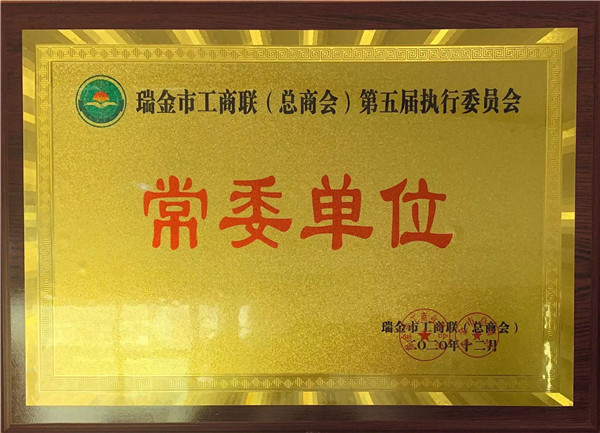 瑞金市工商联（总商会）第五届执行委员会
常委单位
瑞金市工商联（总商会）
二〇二〇年十二月